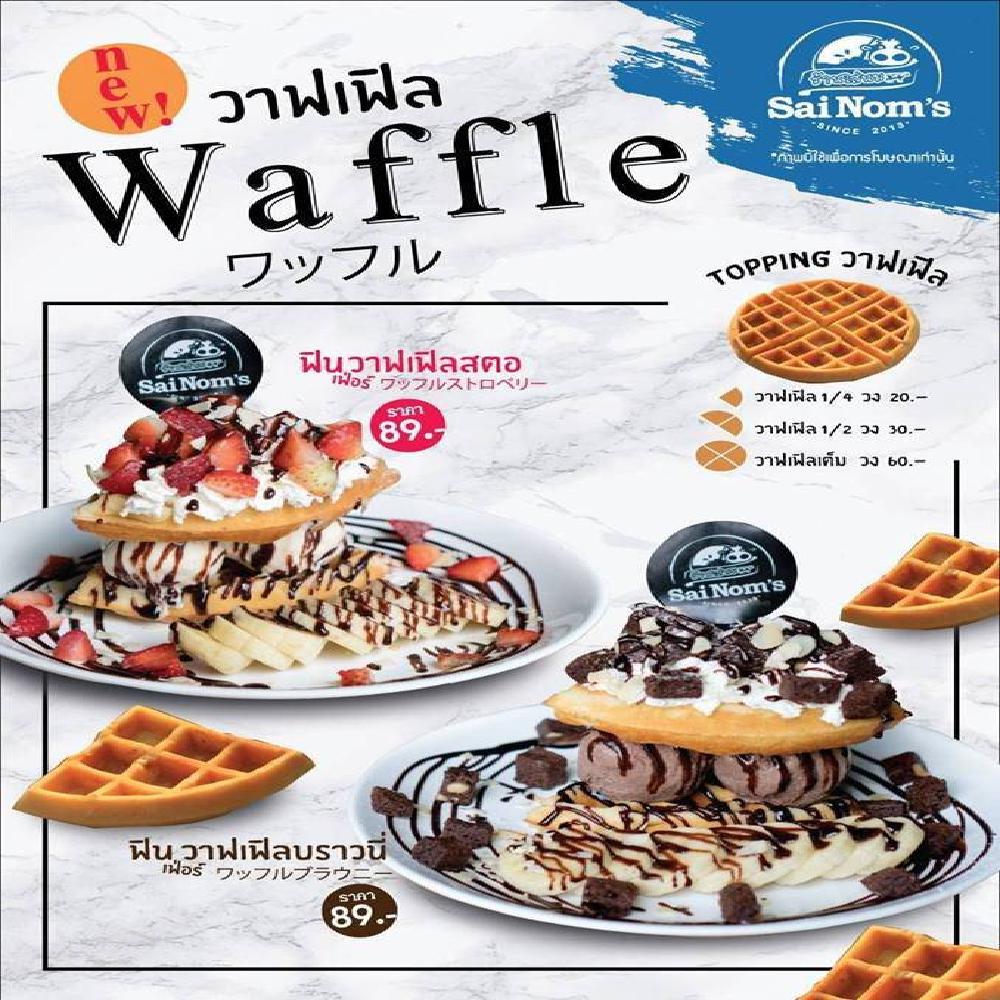 new!
วาฟเฟิล
Waffle
ワッフル
Sai Nom's
"SINCE 2013"
*ภาพนี้ใช้เพื่อการโฆษณาเท่านั้น
TOPPING วาฟเฟิล
วาฟเฟิล 1/4 วง 20.-
วาฟเฟิล 1/2 วง 30.-
วาฟเฟิลเต็ม วง 60.-
Sai Nom's
ฟิน วาฟเฟิลสตอ
เฟ่อร์ ワッフルストロベリー
ราคา
89.-
Sai Nom's
ฟิน วาฟเฟิลบราวนี่
เฟ่อร์ ワッフルブラウニー
ราคา
89.-